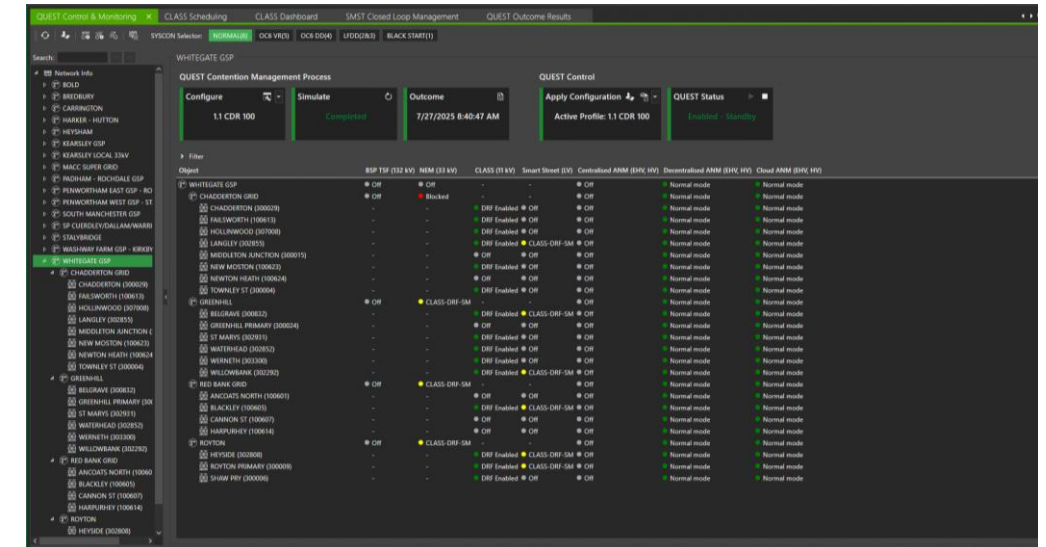 QUEST Control & Monitoring × CLASS Scheduling CLASS Dashboard SMST Closed Loop Management QUEST Outcome Results
SYSCON Selector: NORMAL(6) OC6 VR(5) OC6 DD(4) LFDD(2&3) BLACK START(1)
Search:
WHITEGATE GSP
Network Info
BOLD
BREDBURY
CARRINGTON
HARKER - HUTTON
HEYSHAM
KEARSLEY GSP
KEARSLEY LOCAL 33kV
MACC SUPER GRID
PADIHAM - ROCHDALE GSP
PENWORTHAM EAST GSP - RO
PENWORTHAM WEST GSP - ST.
SOUTH MANCHESTER GSP
SP CUERDLEY/DALLAM/WARRI
STALYBRIDGE
WASHWAY FARM GSP - KIRKBY
WHITEGATE GSP
CHADDERTON GRID
CHADDERTON (300029)
FAILSWORTH (100613)
HOLLINWOOD (307008)
LANGLEY (302855)
MIDDLETON JUNCTION (
NEW MOSTON (100623)
NEWTON HEATH (100624
TOWNLEY ST (300004)
GREENHILL
BELGRAVE (300832)
GREENHILL PRIMARY (300
ST MARYS (302931)
WATERHEAD (302852)
WERNETH (303300)
WILLOWBANK (302292)
RED BANK GRID
ANCOATS NORTH (10060
BLACKLEY (100605)
CANNON ST (100607)
HARPURHEY (100614)
ROYTON
HEYSIDE (302808)
QUEST Contention Management Process QUEST Control
Configure Simulate Outcome Apply Configuration QUEST Status
1.1 CDR 100 Completed 7/27/2025 8:40:47 AM Active Profile: 1.1 CDR 100 Enabled - Standby
Filter
Object BSP TSF (132 kV) NEM (33 kV) CLASS (11 kV) Smart Street (LV) Centralised ANM (EHV, HV) Decentralised ANM (EHV, HV) Cloud ANM (EHV, HV)
WHITEGATE GSP Off Off - - Off Normal mode Normal mode
CHADDERTON GRID Off Blocked - - Off Normal mode Normal mode
CHADDERTON (300029) - - DRF Enabled Off Off Normal mode Normal mode
FAILSWORTH (100613) - - DRF Enabled Off Off Normal mode Normal mode
HOLLINWOOD (307008) - - DRF Enabled Off Off Normal mode Normal mode
LANGLEY (302855) - - DRF Enabled CLASS-DRF-SM Off Normal mode Normal mode
MIDDLETON JUNCTION (300015) - - Off Off Off Normal mode Normal mode
NEW MOSTON (100623) - - DRF Enabled Off Off Normal mode Normal mode
NEWTON HEATH (100624) - - Off Off Off Normal mode Normal mode
TOWNLEY ST (300004) - - DRF Enabled Off Off Normal mode Normal mode
GREENHILL Off CLASS-DRF-SM - - Off Normal mode Normal mode
BELGRAVE (300832) - - DRF Enabled CLASS-DRF-SM Off Normal mode Normal mode
GREENHILL PRIMARY (300024) - - Off Off Off Normal mode Normal mode
ST MARYS (302931) - - DRF Enabled Off Off Normal mode Normal mode
WATERHEAD (302852) - - DRF Enabled Off Off Normal mode Normal mode
WERNETH (303300) - - DRF Enabled Off Off Normal mode Normal mode
WILLOWBANK (302292) - - DRF Enabled CLASS-DRF-SM Off Normal mode Normal mode
RED BANK GRID Off CLASS-DRF-SM - - Off Normal mode Normal mode
ANCOATS NORTH (100601) - - Off Off Off Normal mode Normal mode
BLACKLEY (100605) - - DRF Enabled CLASS-DRF-SM Off Normal mode Normal mode
CANNON ST (100607) - - Off Off Off Normal mode Normal mode
HARPURHEY (100614) - - Off Off Off Normal mode Normal mode
ROYTON Off CLASS-DRF-SM - - Off Normal mode Normal mode
HEYSIDE (302808) - - DRF Enabled CLASS-DRF-SM Off Normal mode Normal mode
ROYTON PRIMARY (300009) - - DRF Enabled CLASS-DRF-SM Off Normal mode Normal mode
SHAW PRY (300006) - - DRF Enabled Off Off Normal mode Normal mode